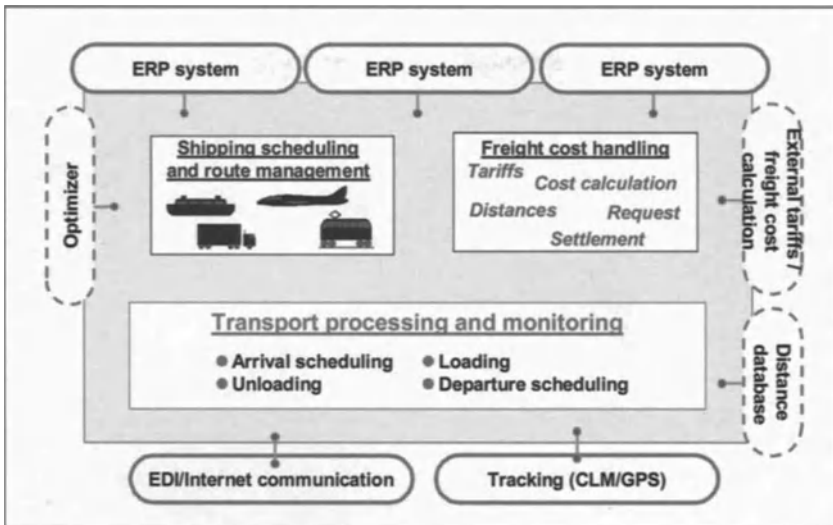 ERP system
ERP system
ERP system
Optimizer
Shipping scheduling
and route management
Freight cost handling
Tariffs
Cost calculation
Distances
Request
Settlement
External tariffs /
freight cost
calculation
Transport processing and monitoring
Arrival scheduling
Loading
Unloading
Departure scheduling
Distance
database
EDI/Internet communication
Tracking (CLM/GPS)